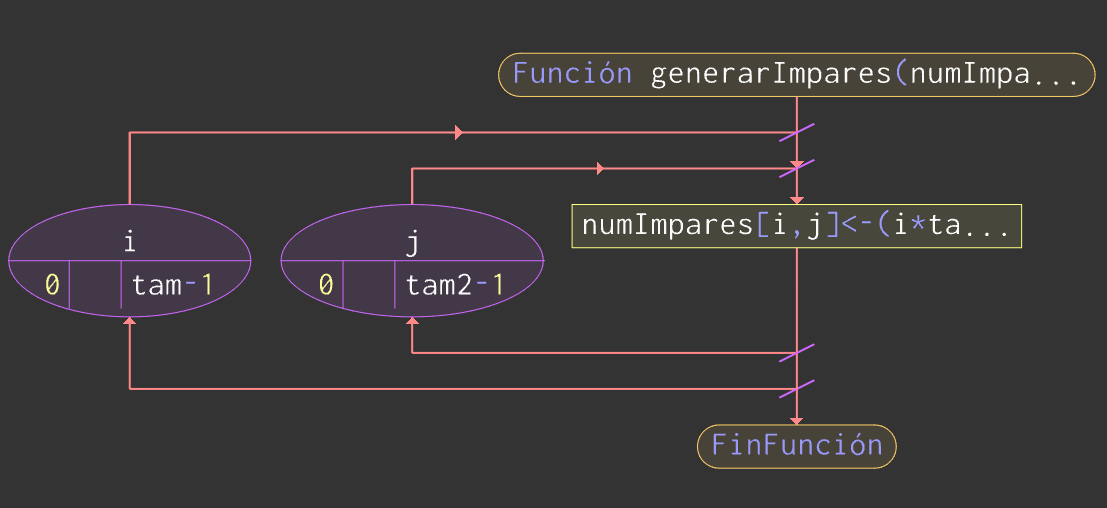 Función generarImpares(numImpa...
i
0 tam-1
j
0 tam2-1
numImpares[i,j]<-(i*ta...
FinFunción